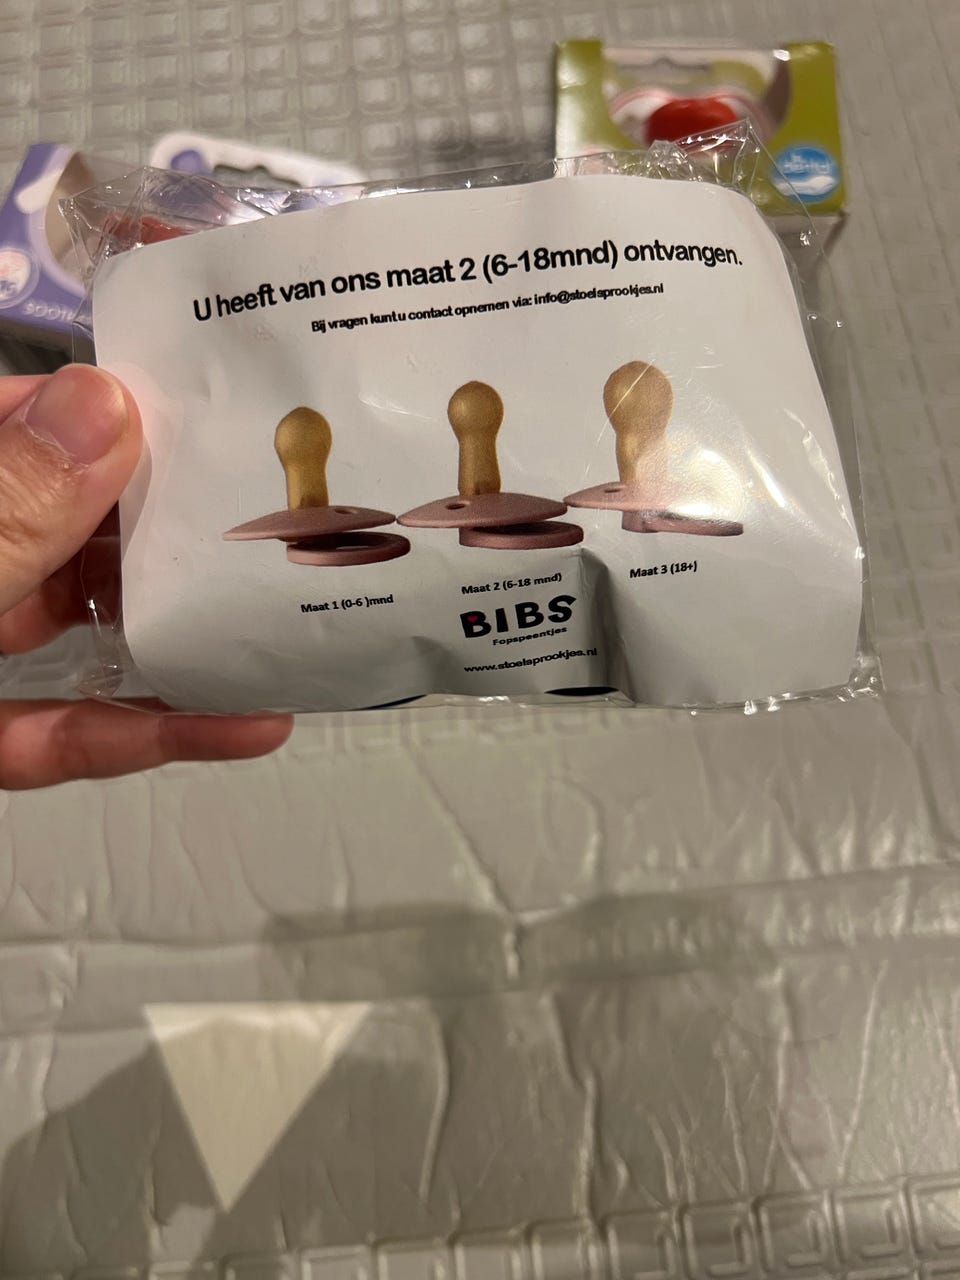 U heeft van ons maat 2 (6-18mnd) ontvangen.
Bij vragen kunt u contact opnemen via: info@stoelsprookjes.nl
Maat 1 (0-6 )mnd
Maat 2 (6-18 mnd)
Maat 3 (18+)
BIBS
Fopspeentjes
www.stoelsprookjes.nl